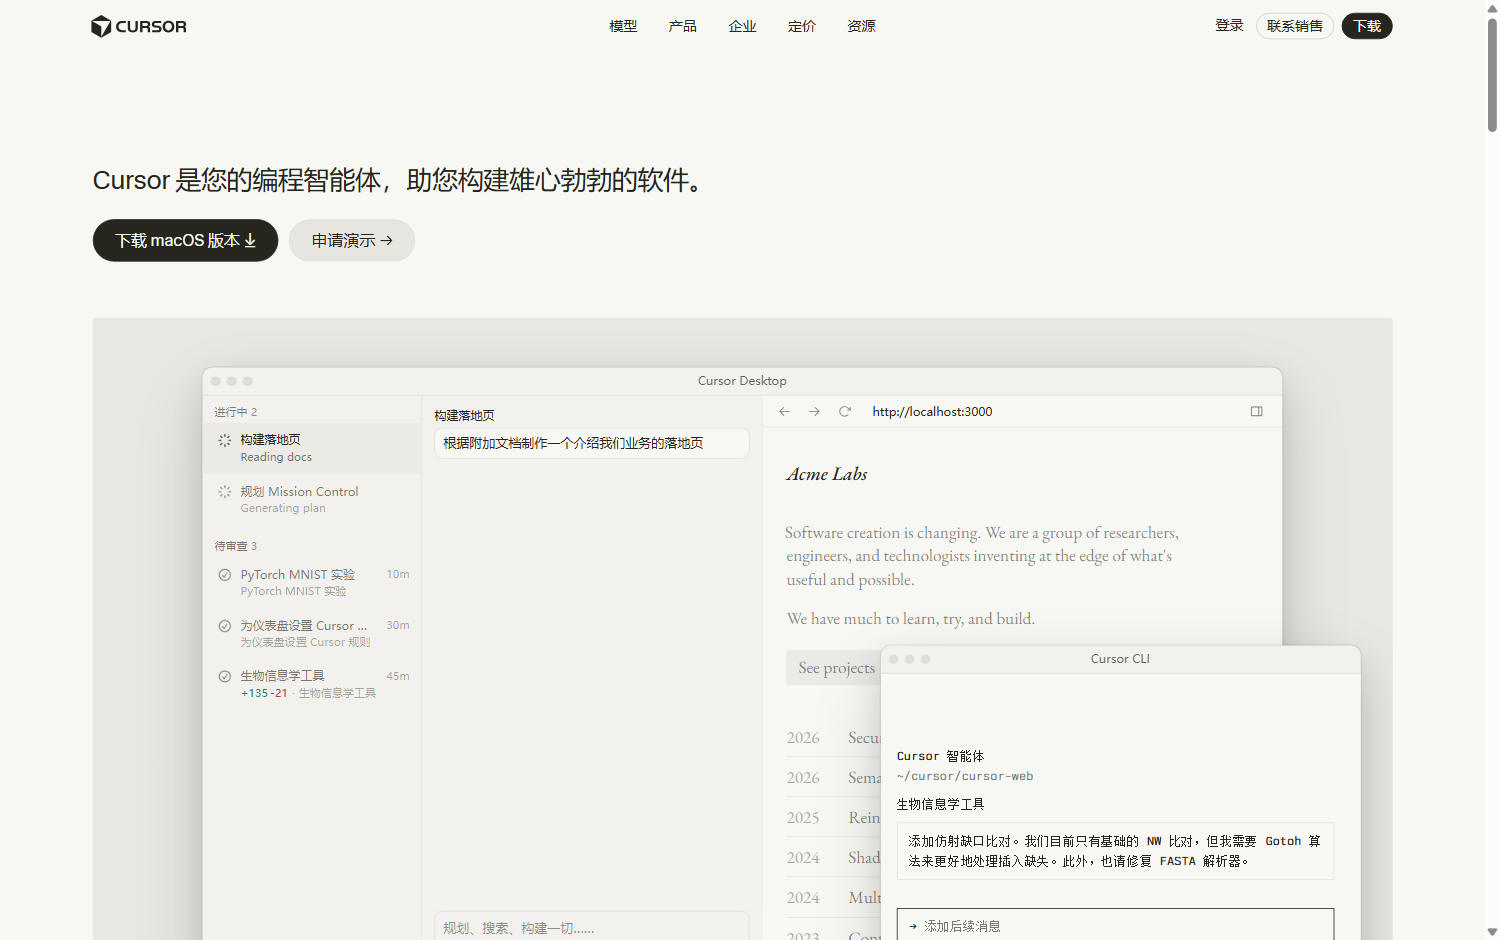 CURSOR
模型 产品 企业 定价 资源
登录 联系销售 下载
Cursor 是您的编程智能体，助您构建雄心勃勃的软件。
下载 macOS 版本
申请演示 →
Cursor Desktop
进行中 2
构建落地页
Reading docs
规划 Mission Control
Generating plan
待审查 3
PyTorch MNIST 实验 10m
PyTorch MNIST 实验
为仪表盘设置 Cursor ... 30m
为仪表盘设置 Cursor 规则
生物信息学工具 45m
+135 -21 · 生物信息学工具
构建落地页
根据附加文档制作一个介绍我们业务的落地页
规划、搜索、构建一切……
http://localhost:3000
Acme Labs
Software creation is changing. We are a group of researchers,
engineers, and technologists inventing at the edge of what's
useful and possible.
We have much to learn, try, and build.
See projects
2026 Secu
2026 Sema
2025 Rein
2024 Shad
2024 Mult
2023 Cont
Cursor CLI
Cursor 智能体
~/cursor/cursor-web
生物信息学工具
添加仿射缺口比对。我们目前只有基础的 NW 比对，但我需要 Gotoh 算
法来更好地处理插入缺失。此外，也请修复 FASTA 解析器。
→ 添加后续消息